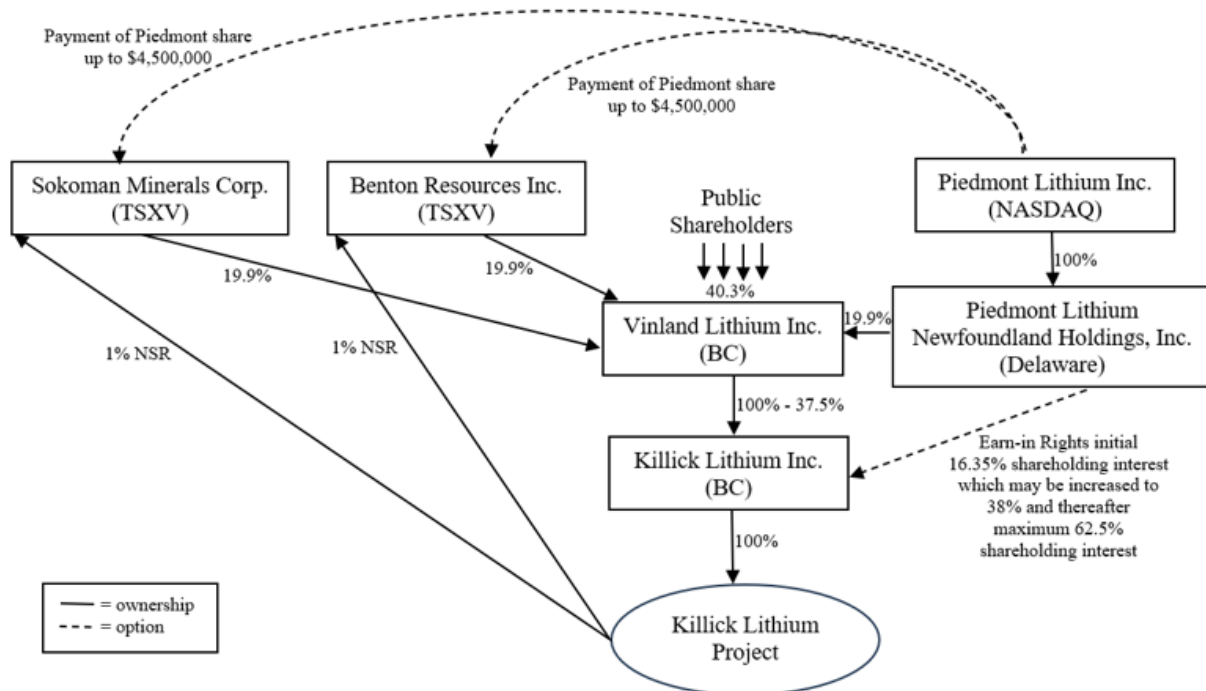 Payment of Piedmont share
up to $4,500,000
Payment of Piedmont share
up to $4,500,000
Sokoman Minerals Corp.
(TSXV)
Benton Resources Inc.
(TSXV)
Piedmont Lithium Inc.
(NASDAQ)
Public
Shareholders
100%
19.9%
19.9%
40.3%
Vinland Lithium Inc.
(BC)
19.9%
Piedmont Lithium
Newfoundland Holdings, Inc.
(Delaware)
1% NSR
1% NSR
100% - 37.5%
Killick Lithium Inc.
(BC)
Earn-in Rights initial
16.35% shareholding interest
which may be increased to
38% and thereafter
maximum 62.5%
shareholding interest
100%
Killick Lithium
Project
= ownership
= option